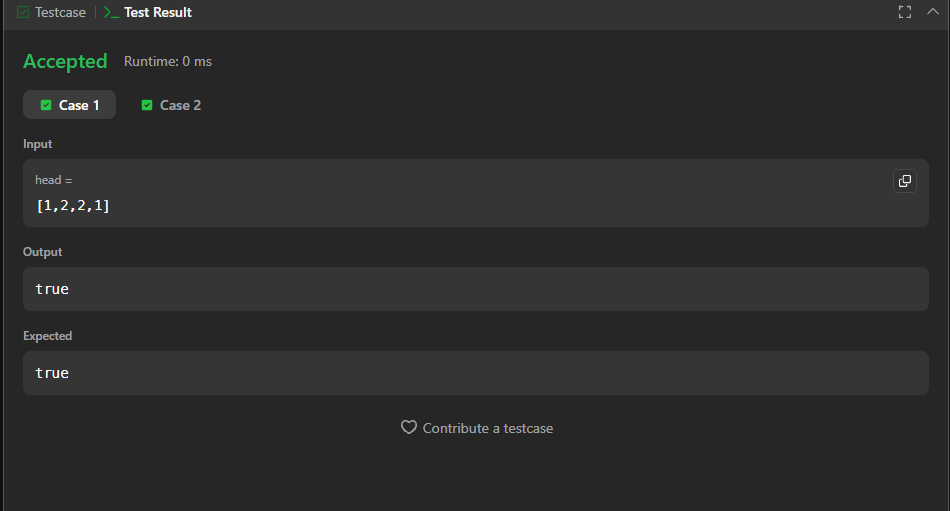 Testcase
Test Result
Accepted Runtime: 0 ms
Case 1 Case 2
Input
head =
[1,2,2,1]
Output
true
Expected
true
Contribute a testcase